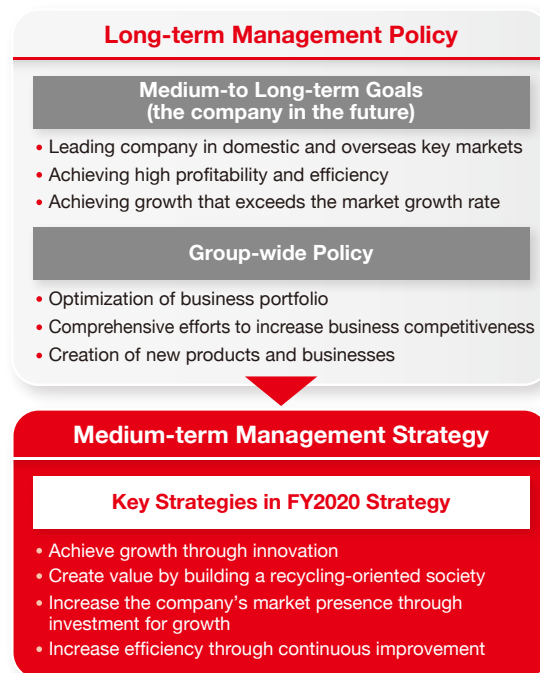 Long-term Management Policy
Medium-to Long-term Goals
(the company in the future)
• Leading company in domestic and overseas key markets
• Achieving high profitability and efficiency
• Achieving growth that exceeds the market growth rate
Group-wide Policy
• Optimization of business portfolio
• Comprehensive efforts to increase business competitiveness
• Creation of new products and businesses
Medium-term Management Strategy
Key Strategies in FY2020 Strategy
• Achieve growth through innovation
• Create value by building a recycling-oriented society
• Increase the company’s market presence through
investment for growth
• Increase efficiency through continuous improvement